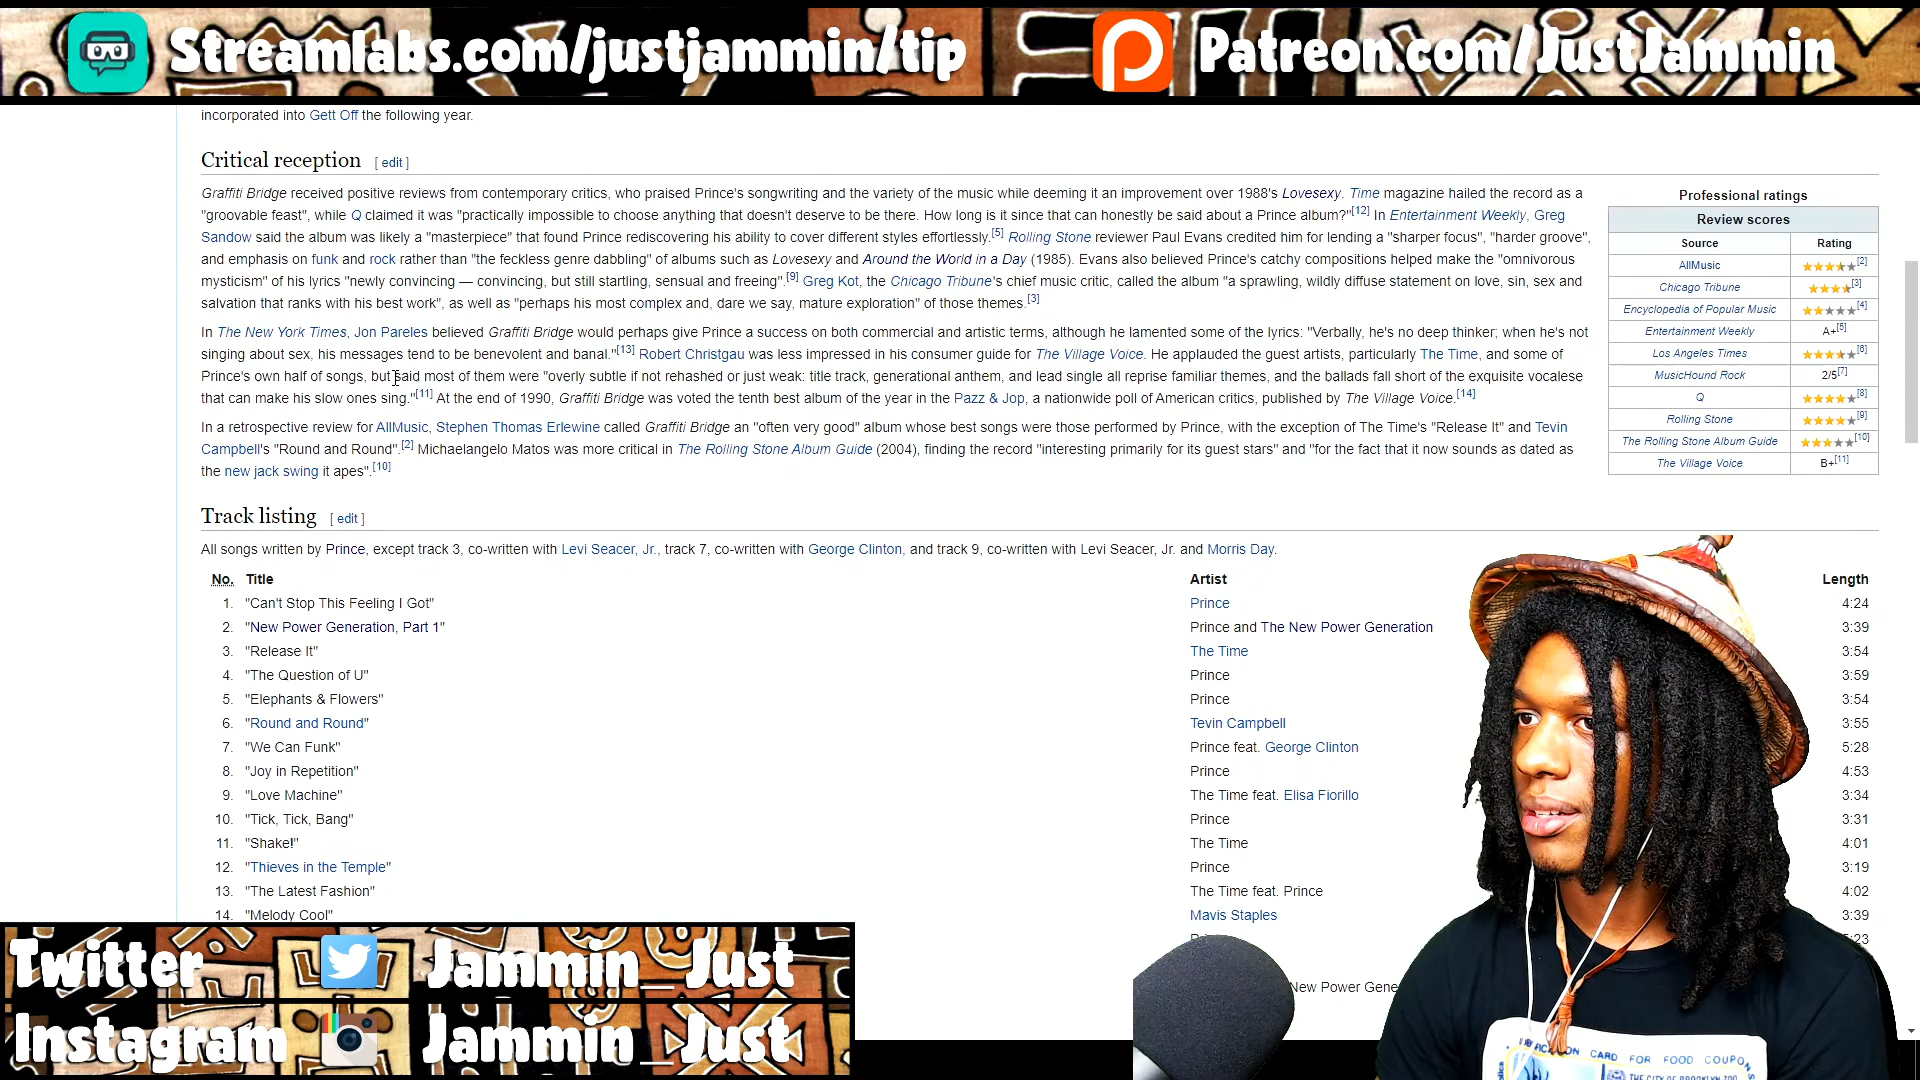 Streamlabs.com/justjammin/tip
Patreon.com/JustJammin
incorporated into Gett Off the following year.
Critical reception [ edit ]
Graffiti Bridge received positive reviews from contemporary critics, who praised Prince's songwriting and the variety of the music while deeming it an improvement over 1988's Lovesexy. Time magazine hailed the record as a
"groovable feast", while Q claimed it was "practically impossible to choose anything that doesn't deserve to be there. How long is it since that can honestly be said about a Prince album?"[12] In Entertainment Weekly, Greg
Sandow said the album was likely a "masterpiece" that found Prince rediscovering his ability to cover different styles effortlessly.[5] Rolling Stone reviewer Paul Evans credited him for lending a "sharper focus", "harder groove",
and emphasis on funk and rock rather than "the feckless genre dabbling" of albums such as Lovesexy and Around the World in a Day (1985). Evans also believed Prince's catchy compositions helped make the "omnivorous
mysticism" of his lyrics "newly convincing — convincing, but still startling, sensual and freeing".[9] Greg Kot, the Chicago Tribune's chief music critic, called the album "a sprawling, wildly diffuse statement on love, sin, sex and
salvation that ranks with his best work", as well as "perhaps his most complex and, dare we say, mature exploration" of those themes.[3]
In The New York Times, Jon Pareles believed Graffiti Bridge would perhaps give Prince a success on both commercial and artistic terms, although he lamented some of the lyrics: "Verbally, he's no deep thinker; when he's not
singing about sex, his messages tend to be benevolent and banal."[13] Robert Christgau was less impressed in his consumer guide for The Village Voice. He applauded the guest artists, particularly The Time, and some of
Prince's own half of songs, but said most of them were "overly subtle if not rehashed or just weak: title track, generational anthem, and lead single all reprise familiar themes, and the ballads fall short of the exquisite vocalese
that can make his slow ones sing."[11] At the end of 1990, Graffiti Bridge was voted the tenth best album of the year in the Pazz & Jop, a nationwide poll of American critics, published by The Village Voice.[14]
In a retrospective review for AllMusic, Stephen Thomas Erlewine called Graffiti Bridge an "often very good" album whose best songs were those performed by Prince, with the exception of The Time's "Release It" and Tevin
Campbell's "Round and Round".[2] Michaelangelo Matos was more critical in The Rolling Stone Album Guide (2004), finding the record "interesting primarily for its guest stars" and "for the fact that it now sounds as dated as
the new jack swing it apes".[10]
Professional ratings
Review scores
Source Rating
AllMusic [2]
Chicago Tribune [3]
Encyclopedia of Popular Music [4]
Entertainment Weekly A+[5]
Los Angeles Times [6]
MusicHound Rock 2/5[7]
Q [8]
Rolling Stone [9]
The Rolling Stone Album Guide [10]
The Village Voice B+[11]
Track listing [ edit ]
All songs written by Prince, except track 3, co-written with Levi Seacer, Jr., track 7, co-written with George Clinton, and track 9, co-written with Levi Seacer, Jr. and Morris Day.
No. Title Artist Length
1. "Can't Stop This Feeling I Got" Prince 4:24
2. "New Power Generation, Part 1" Prince and The New Power Generation 3:39
3. "Release It" The Time 3:54
4. "The Question of U" Prince 3:59
5. "Elephants & Flowers" Prince 3:54
6. "Round and Round" Tevin Campbell 3:55
7. "We Can Funk" Prince feat. George Clinton 5:28
8. "Joy in Repetition" Prince 4:53
9. "Love Machine" The Time feat. Elisa Fiorillo 3:34
10. "Tick, Tick, Bang" Prince 3:31
11. "Shake!" The Time 4:01
12. "Thieves in the Temple" Prince 3:19
13. "The Latest Fashion" The Time feat. Prince 4:02
14. "Melody Cool" Mavis Staples 3:39
:23
New Power Gene
Twitter Jammin_Just
Instagram Jammin_Just
CARD FOR FOOD COUPONS
THE CITY OF BROOKLYN ZOO